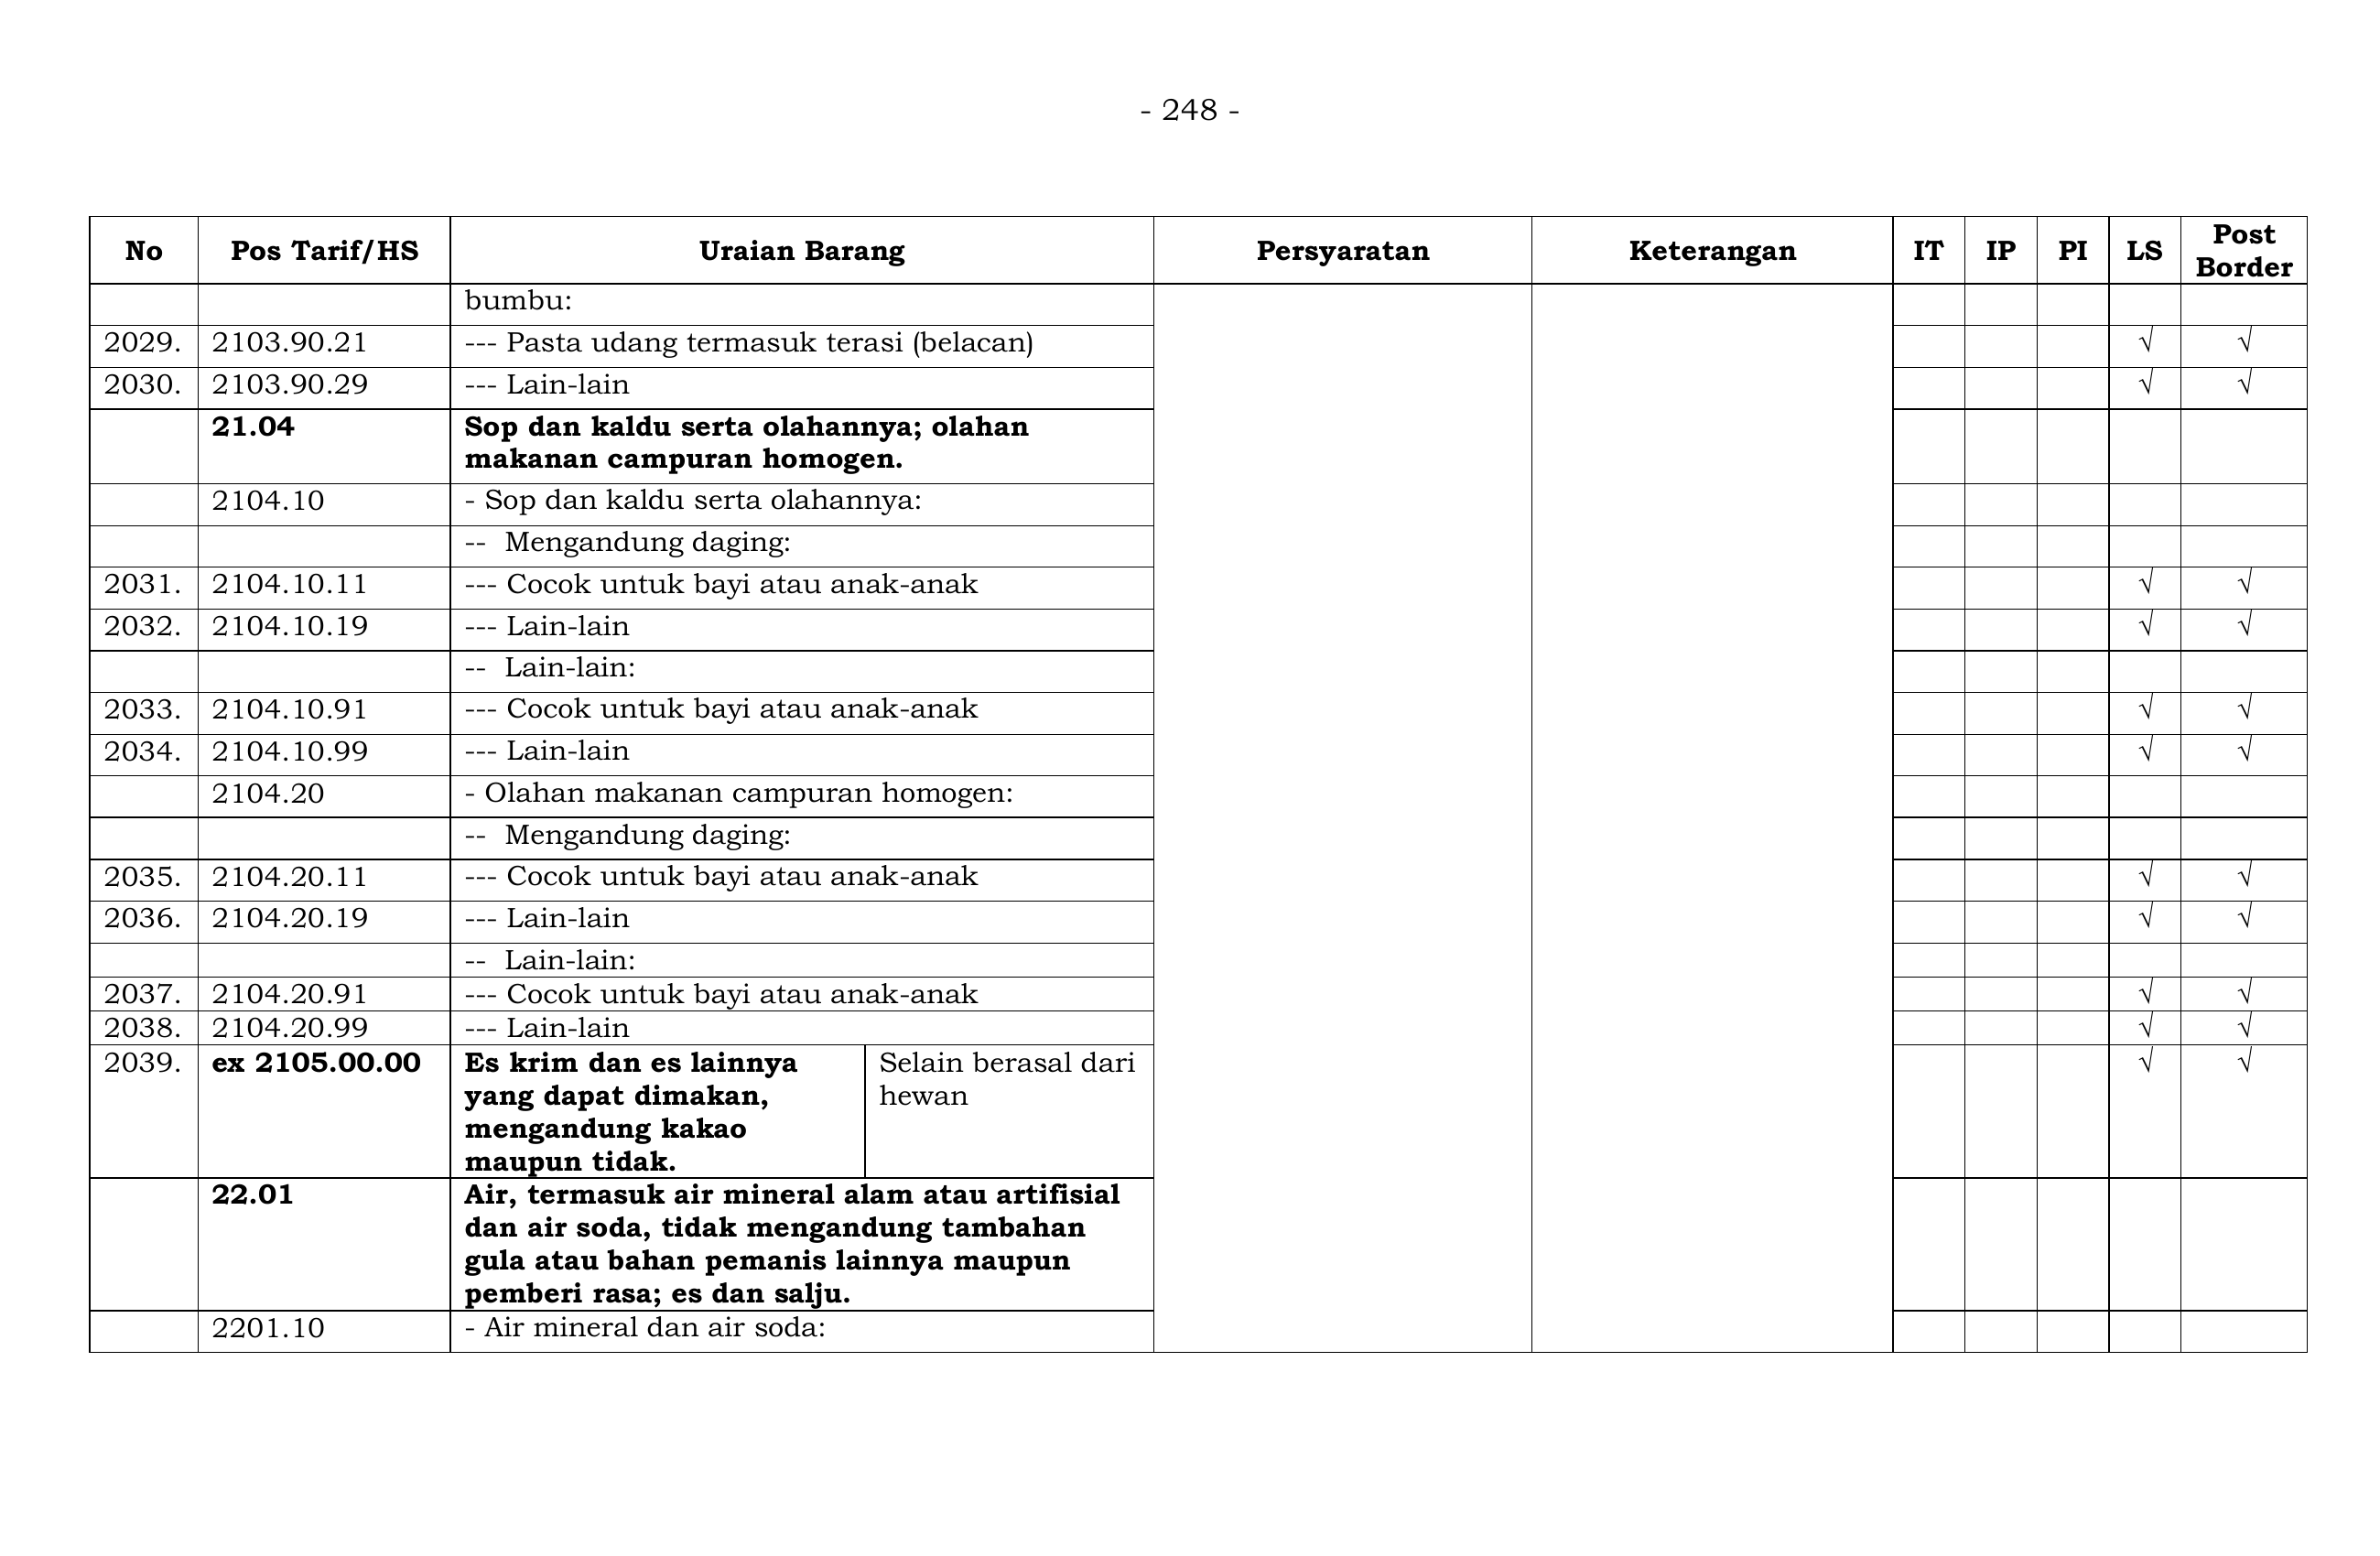 - 248 -
No Pos Tarif/HS Uraian Barang Persyaratan Keterangan IT IP PI LS Post Border
bumbu:
2029. 2103.90.21 --- Pasta udang termasuk terasi (belacan) √ √
2030. 2103.90.29 --- Lain-lain √ √
21.04 Sop dan kaldu serta olahannya; olahan
makanan campuran homogen.
2104.10 - Sop dan kaldu serta olahannya:
-- Mengandung daging:
2031. 2104.10.11 --- Cocok untuk bayi atau anak-anak √ √
2032. 2104.10.19 --- Lain-lain √ √
-- Lain-lain:
2033. 2104.10.91 --- Cocok untuk bayi atau anak-anak √ √
2034. 2104.10.99 --- Lain-lain √ √
2104.20 - Olahan makanan campuran homogen:
-- Mengandung daging:
2035. 2104.20.11 --- Cocok untuk bayi atau anak-anak √ √
2036. 2104.20.19 --- Lain-lain √ √
-- Lain-lain:
2037. 2104.20.91 --- Cocok untuk bayi atau anak-anak √ √
2038. 2104.20.99 --- Lain-lain √ √
2039. ex 2105.00.00 Es krim dan es lainnya Selain berasal dari √ √
yang dapat dimakan, hewan
mengandung kakao
maupun tidak.
22.01 Air, termasuk air mineral alam atau artifisial
dan air soda, tidak mengandung tambahan
gula atau bahan pemanis lainnya maupun
pemberi rasa; es dan salju.
2201.10 - Air mineral dan air soda: